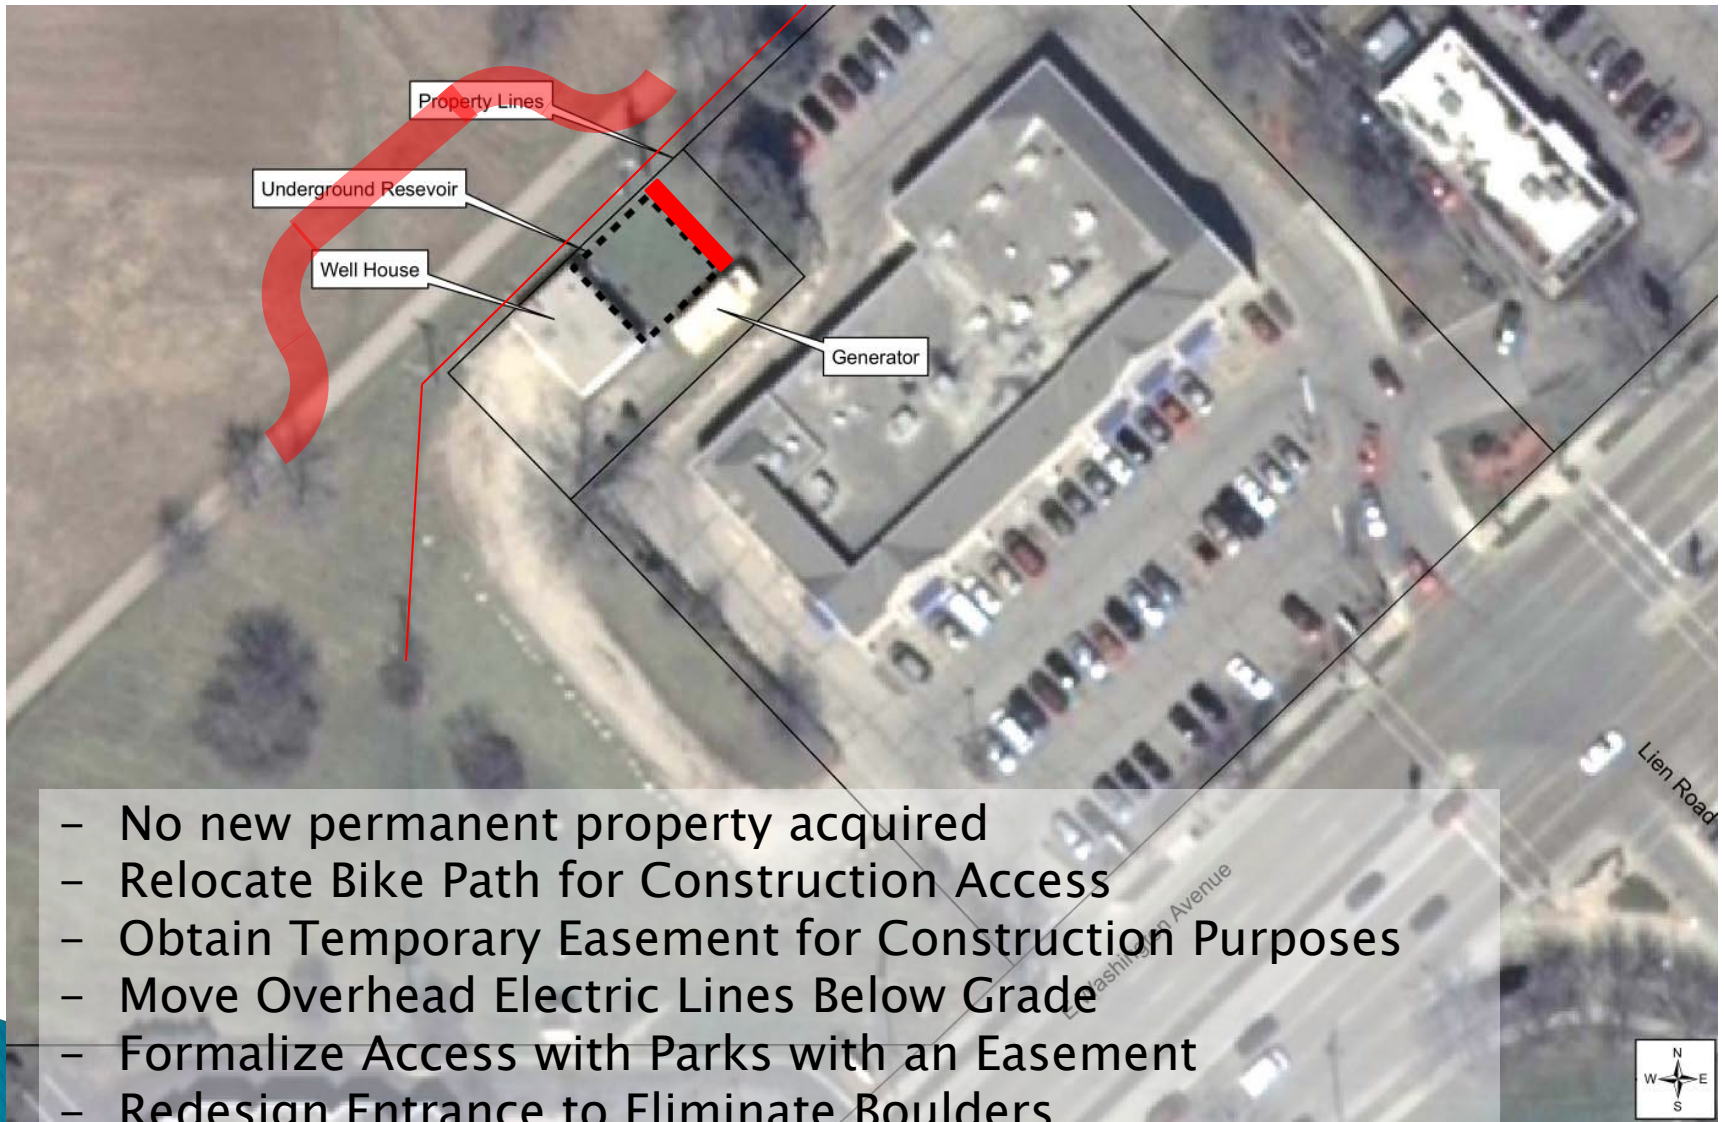 Property Lines
Underground Resevoir
Well House
Generator
Lien Road
E Washington Avenue
– No new permanent property acquired
– Relocate Bike Path for Construction Access
– Obtain Temporary Easement for Construction Purposes
– Move Overhead Electric Lines Below Grade
– Formalize Access with Parks with an Easement
– Redesign Entrance to Eliminate Boulders
N
W E
S